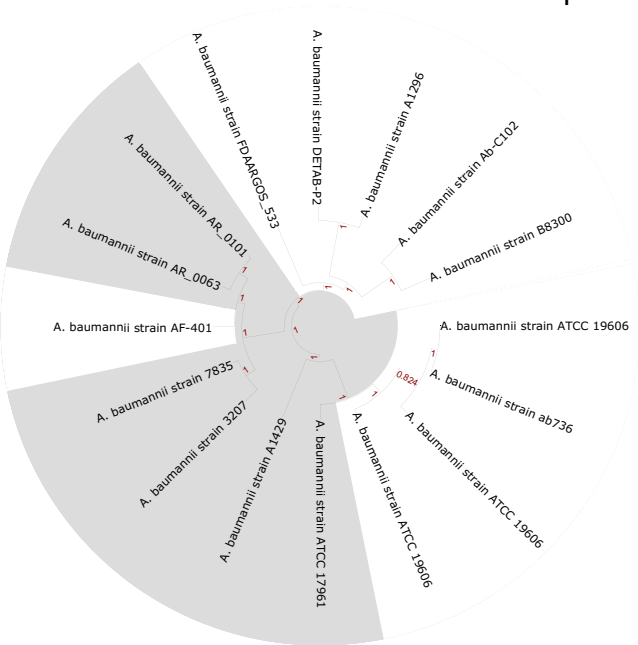 A. baumannii strain FDAARGOS_533
A. baumannii strain DETAB-P2
A. baumannii strain A1296
A. baumannii strain Ab-C102
A. baumannii strain B8300
A. baumannii strain ATCC 19606
A. baumannii strain ab736
A. baumannii strain ATCC 19606
A. baumannii strain ATCC 19606
A. baumannii strain ATCC 17961
A. baumannii strain A1429
A. baumannii strain 3207
A. baumannii strain 7835
A. baumannii strain AF-401
A. baumannii strain AR_0063
A. baumannii strain AR_0101
1
1
1
1
1
1
1
1
1
1
1
1
1
1
0.824
1